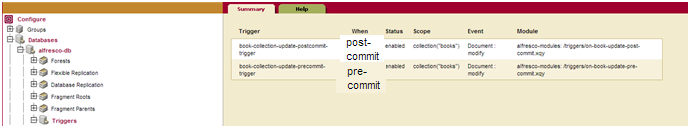 Configure
Groups
Databases
alfresco-db
Forests
Flexible Replication
Database Replication
Fragment Roots
Fragment Parents
Triggers
Summary Help
Trigger When Status Scope Event Module
book-collection-update-postcommit-trigger post-commit enabled collection("books") Document : modify alfresco-modules: /triggers/on-book-update-post-commit.xqy
book-collection-update-precommit-trigger pre-commit enabled collection("books") Document : modify alfresco-modules: /triggers/on-book-update-pre-commit.xqy